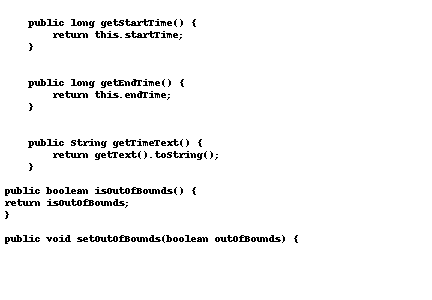 public long getStartTime() {
return this.startTime;
}
public long getEndTime() {
return this.endTime;
}
public String getTimeText() {
return getText().toString();
}
public boolean isOutOfBounds() {
return isOutOfBounds;
}
public void setOutOfBounds(boolean outOfBounds) {